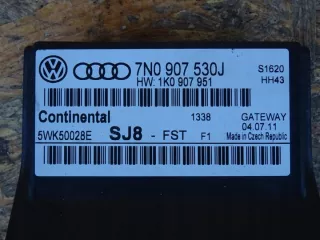 7N0 907 530J S1620
HW: 1K0 907 951 HH43
Continental 1338 GATEWAY
04.07.11
5WK50028E SJ8 - FST F1 Made in Czech Republic